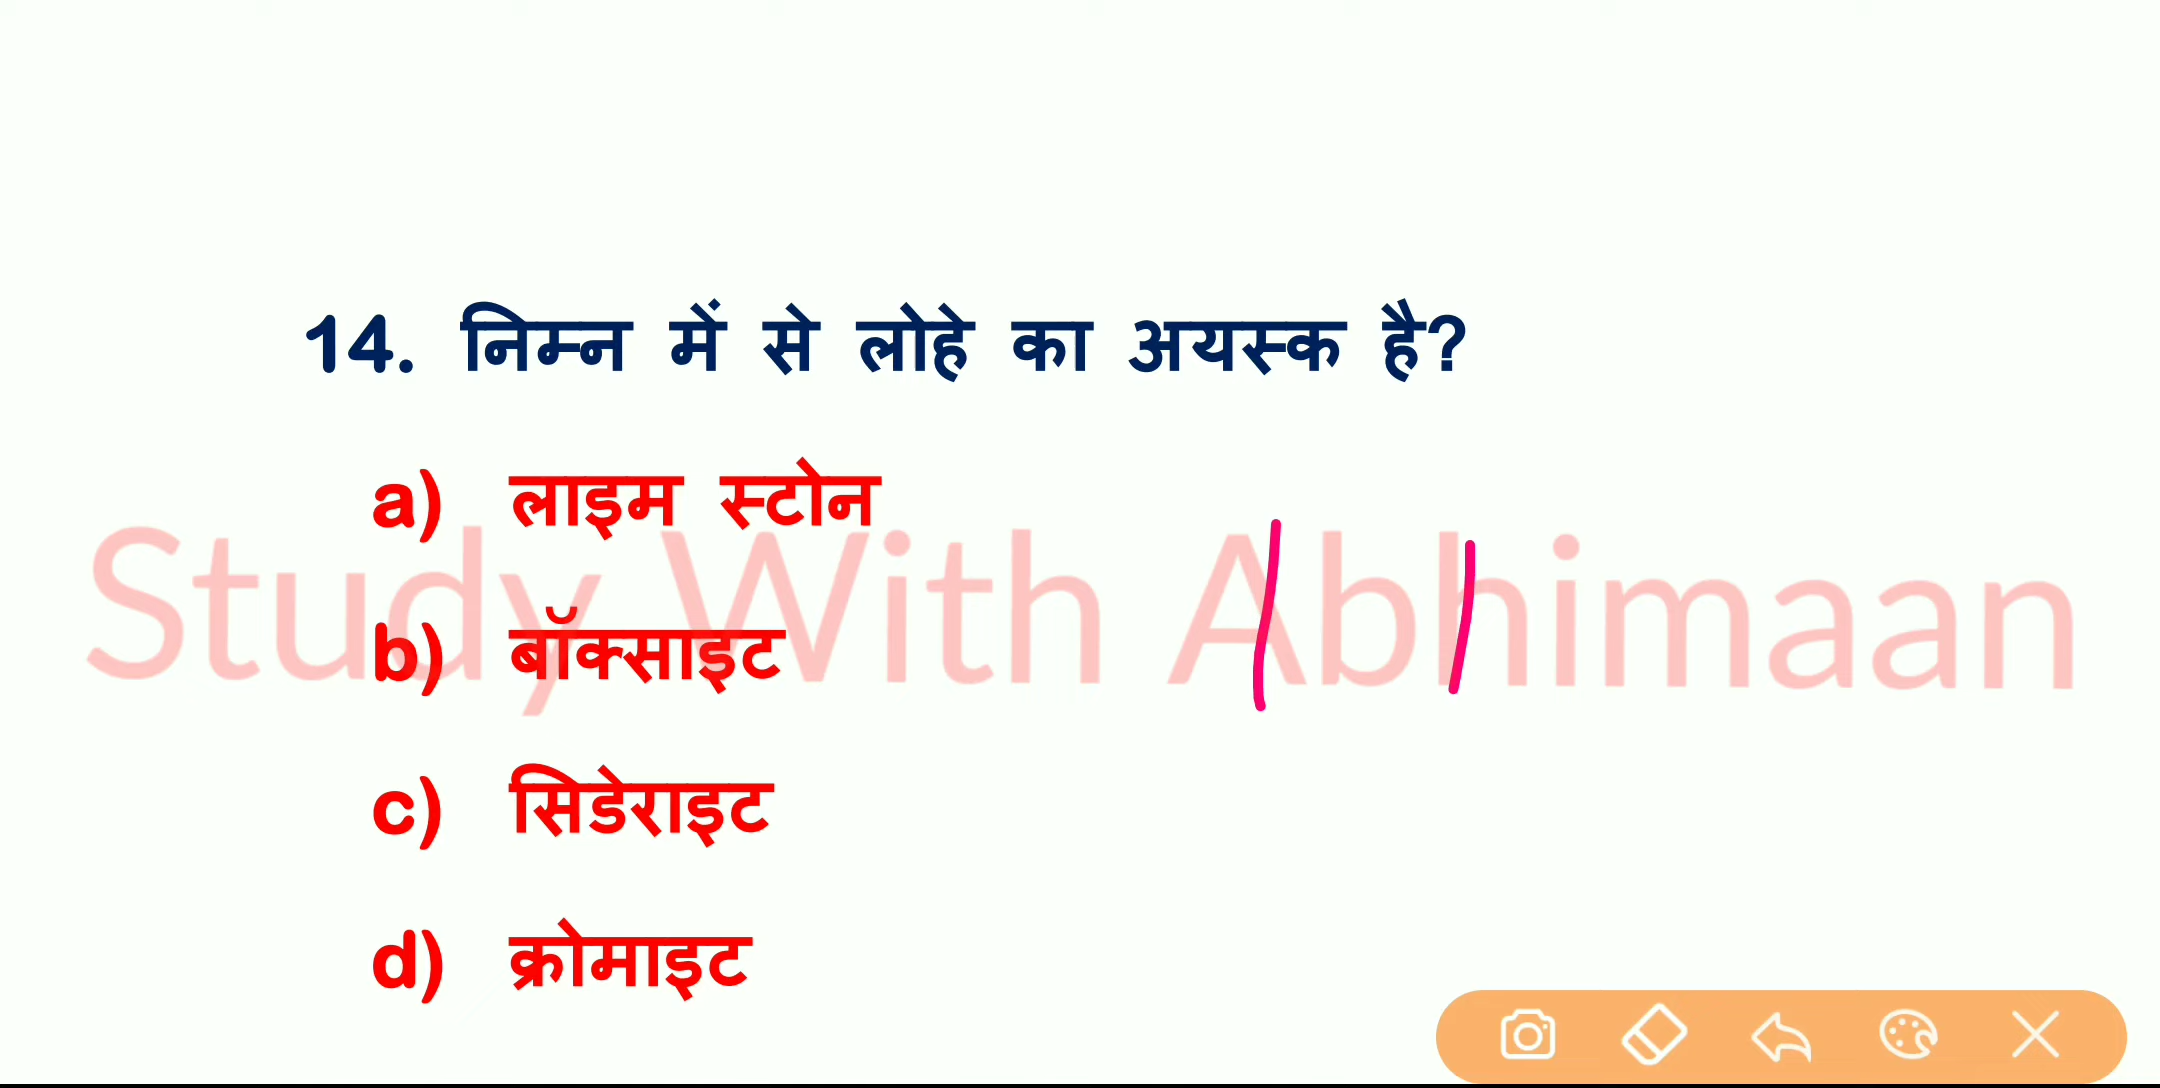 14. निम्न में से लोहे का अयस्क है?
a) लाइम स्टोन
Study With Abhimaan
b) बॉक्साइट
c) सिडेराइट
d) क्रोमाइट